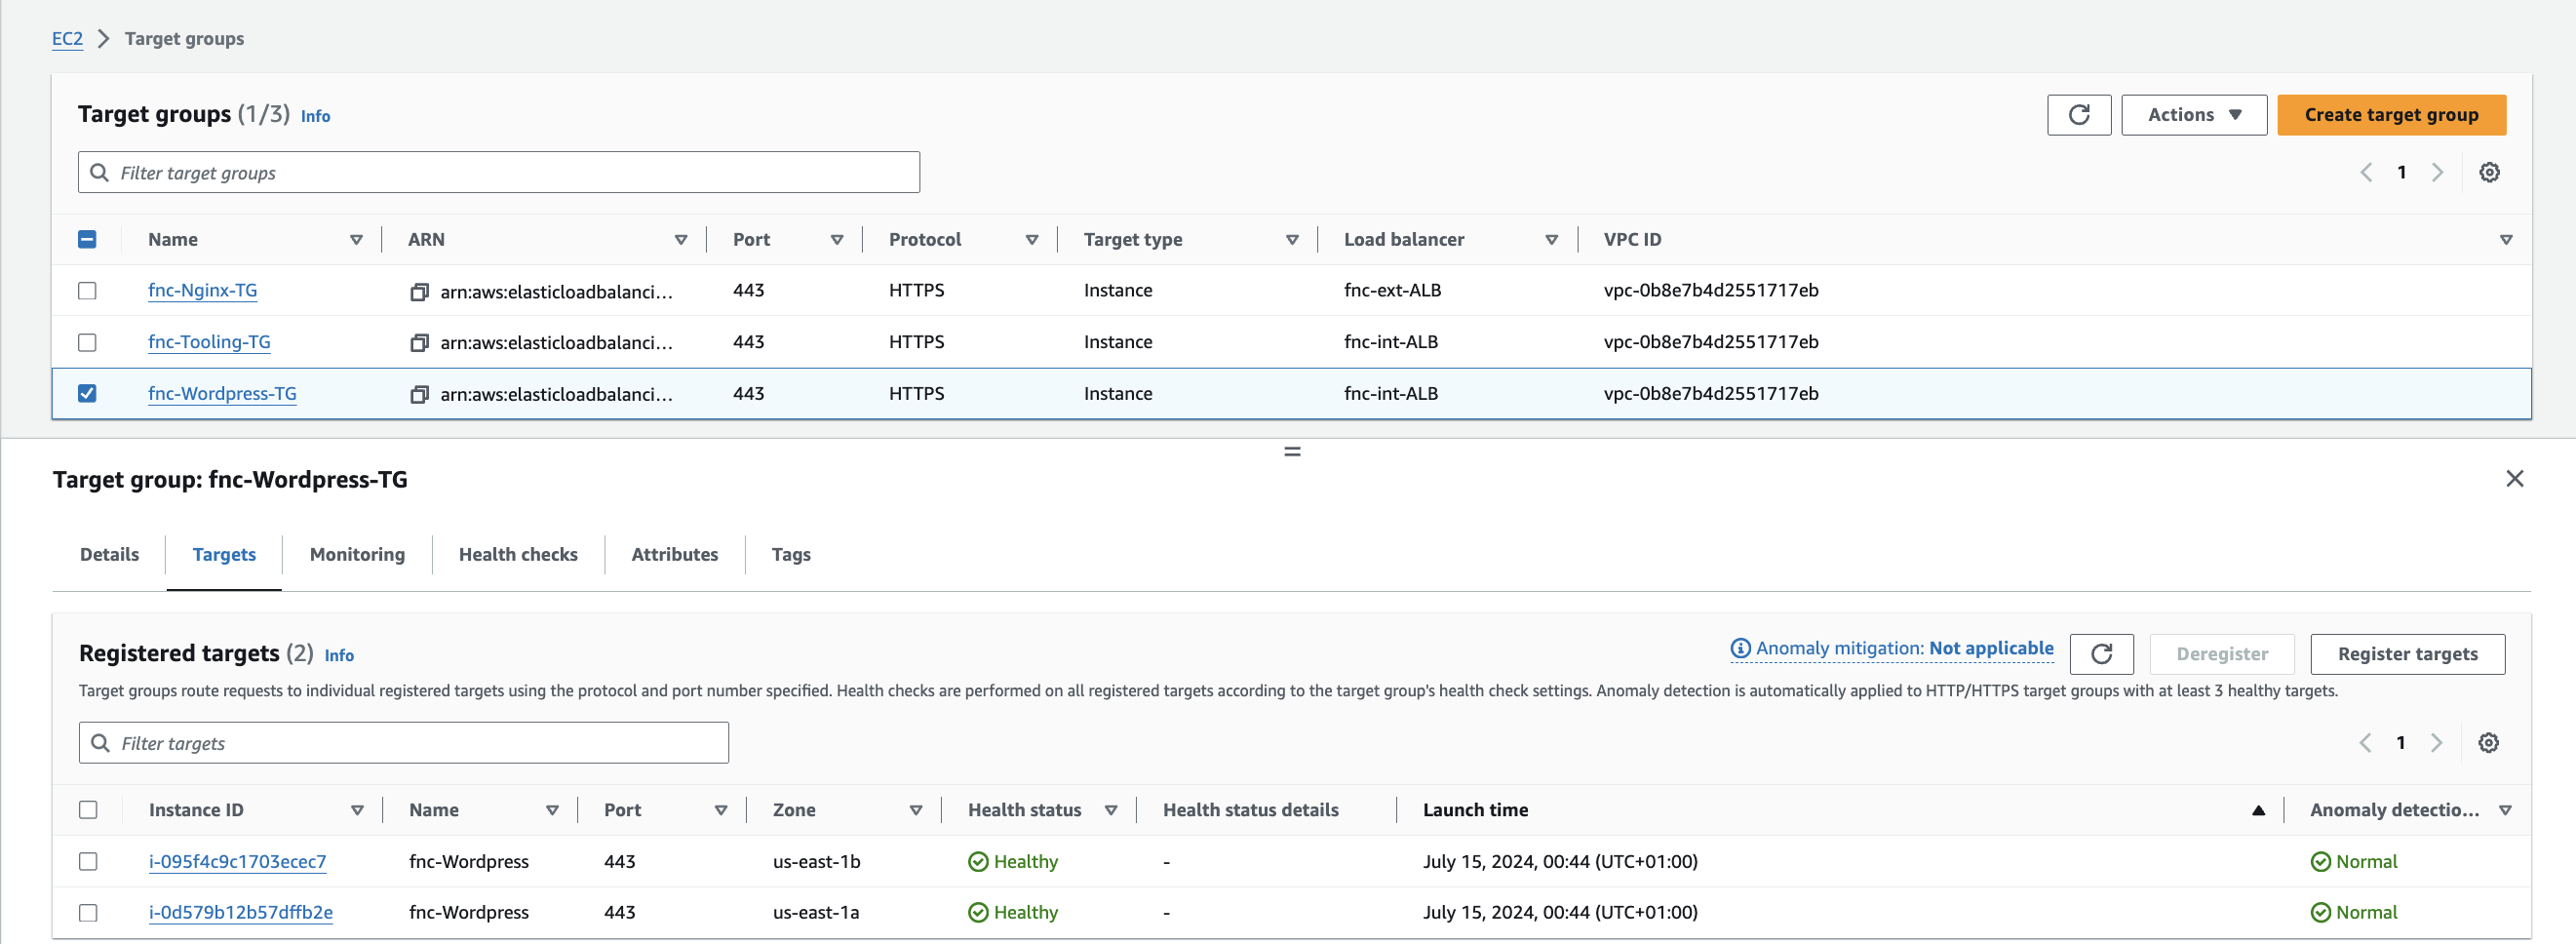 EC2 > Target groups
Target groups (1/3) Info
Actions Create target group
Filter target groups
1
Name ARN Port Protocol Target type Load balancer VPC ID
fnc-Nginx-TG arn:aws:elasticloadbalanci... 443 HTTPS Instance fnc-ext-ALB vpc-0b8e7b4d2551717eb
fnc-Tooling-TG arn:aws:elasticloadbalanci... 443 HTTPS Instance fnc-int-ALB vpc-0b8e7b4d2551717eb
fnc-Wordpress-TG arn:aws:elasticloadbalanci... 443 HTTPS Instance fnc-int-ALB vpc-0b8e7b4d2551717eb
Target group: fnc-Wordpress-TG
Details Targets Monitoring Health checks Attributes Tags
Registered targets (2) Info
Anomaly mitigation: Not applicable Deregister Register targets
Target groups route requests to individual registered targets using the protocol and port number specified. Health checks are performed on all registered targets according to the target group's health check settings. Anomaly detection is automatically applied to HTTP/HTTPS target groups with at least 3 healthy targets.
Filter targets
1
Instance ID Name Port Zone Health status Health status details Launch time Anomaly detectio...
i-095f4c9c1703ecec7 fnc-Wordpress 443 us-east-1b Healthy - July 15, 2024, 00:44 (UTC+01:00) Normal
i-0d579b12b57dffb2e fnc-Wordpress 443 us-east-1a Healthy - July 15, 2024, 00:44 (UTC+01:00) Normal